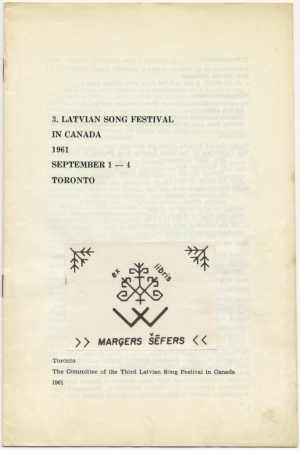 3. LATVIAN SONG FESTIVAL
IN CANADA
1961
SEPTEMBER 1 — 4
TORONTO
ex libris
>> MARGERS ŠĒFERS <<
Toronto
The Committee of the Third Latvian Song Festival in Canada
1961